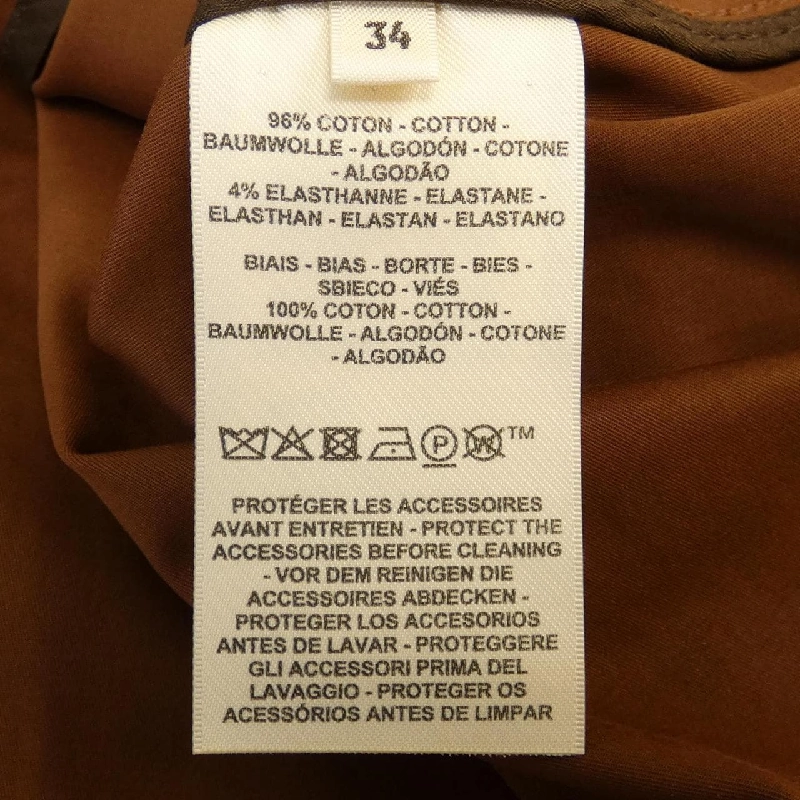 34
96% COTON - COTTON -
BAUMWOLLE - ALGODÓN - COTONE
- ALGODÃO
4% ELASTHANNE - ELASTANE -
ELASTHAN - ELASTAN - ELASTANO
BIAIS - BIAS - BORTE - BIES -
SBIECO - VIÉS
100% COTON - COTTON -
BAUMWOLLE - ALGODÓN - COTONE
- ALGODÃO
P W TM
PROTÉGER LES ACCESSOIRES
AVANT ENTRETIEN - PROTECT THE
ACCESSORIES BEFORE CLEANING
- VOR DEM REINIGEN DIE
ACCESSOIRES ABDECKEN -
PROTEGER LOS ACCESORIOS
ANTES DE LAVAR - PROTEGGERE
GLI ACCESSORI PRIMA DEL
LAVAGGIO - PROTEGER OS
ACESSÓRIOS ANTES DE LIMPAR